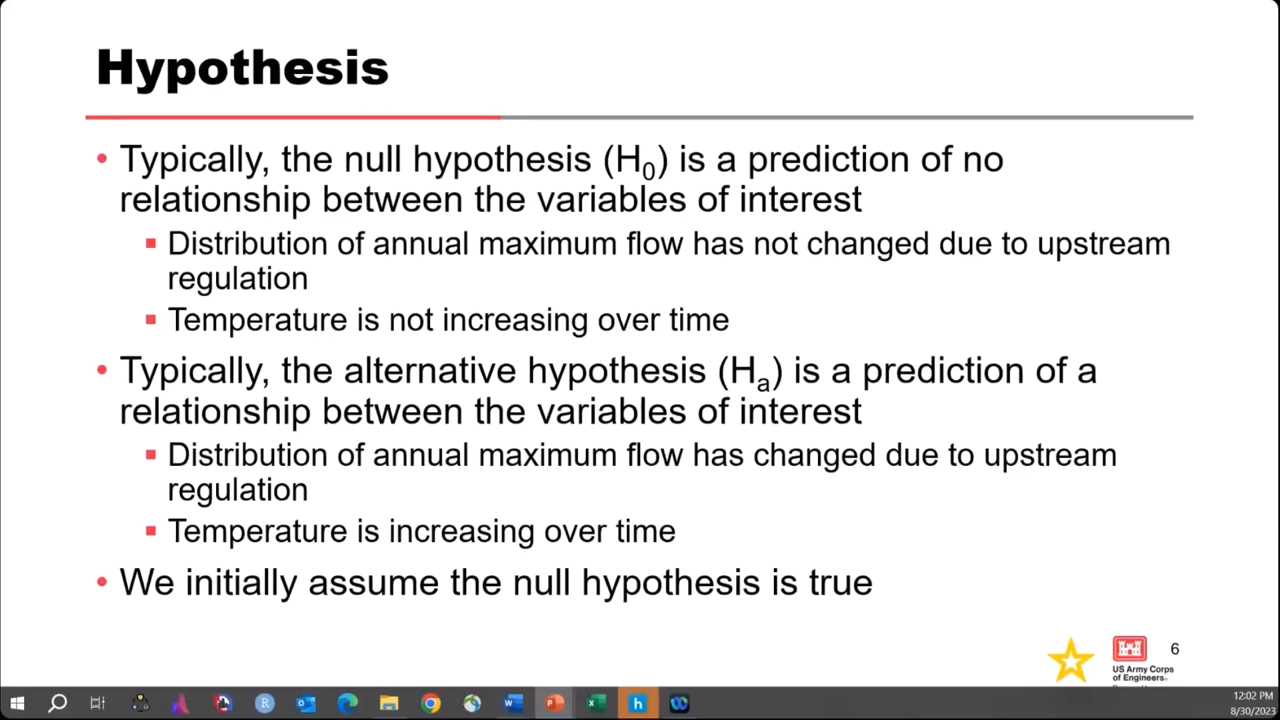 Hypothesis
• Typically, the null hypothesis (H0) is a prediction of no
relationship between the variables of interest
▪ Distribution of annual maximum flow has not changed due to upstream
regulation
▪ Temperature is not increasing over time
• Typically, the alternative hypothesis (Ha) is a prediction of a
relationship between the variables of interest
▪ Distribution of annual maximum flow has changed due to upstream
regulation
▪ Temperature is increasing over time
• We initially assume the null hypothesis is true
6
US Army Corps
of Engineers®
12:02 PM
8/30/2023